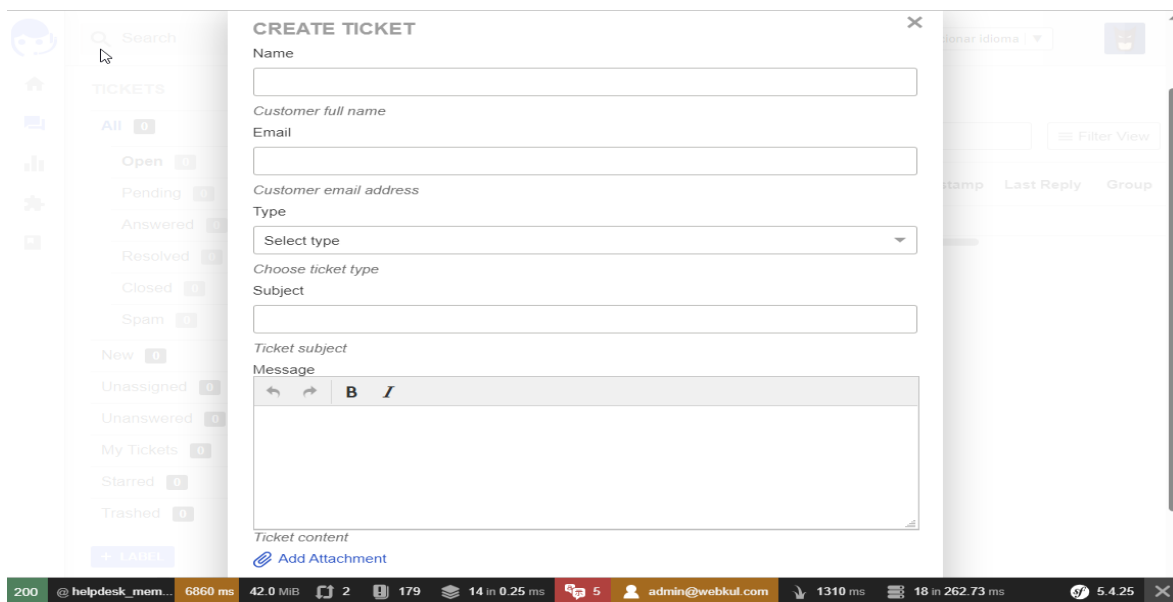 CREATE TICKET
Name
Customer full name
Email
Customer email address
Type
Select type
Choose ticket type
Subject
Ticket subject
Message
B I
Ticket content
Add Attachment
Search
TICKETS
All 0
Open 0
Pending 0
Answered 0
Resolved 0
Closed 0
Spam 0
New 0
Unassigned 0
Unanswered 0
My Tickets 0
Starred 0
Trashed 0
+ LABEL
ionar idioma
Filter View
stamp Last Reply Group
200 @ helpdesk_mem... 6860 ms 42.0 MiB 2 179 14 in 0.25 ms 5 admin@webkul.com 1310 ms 18 in 262.73 ms sf 5.4.25